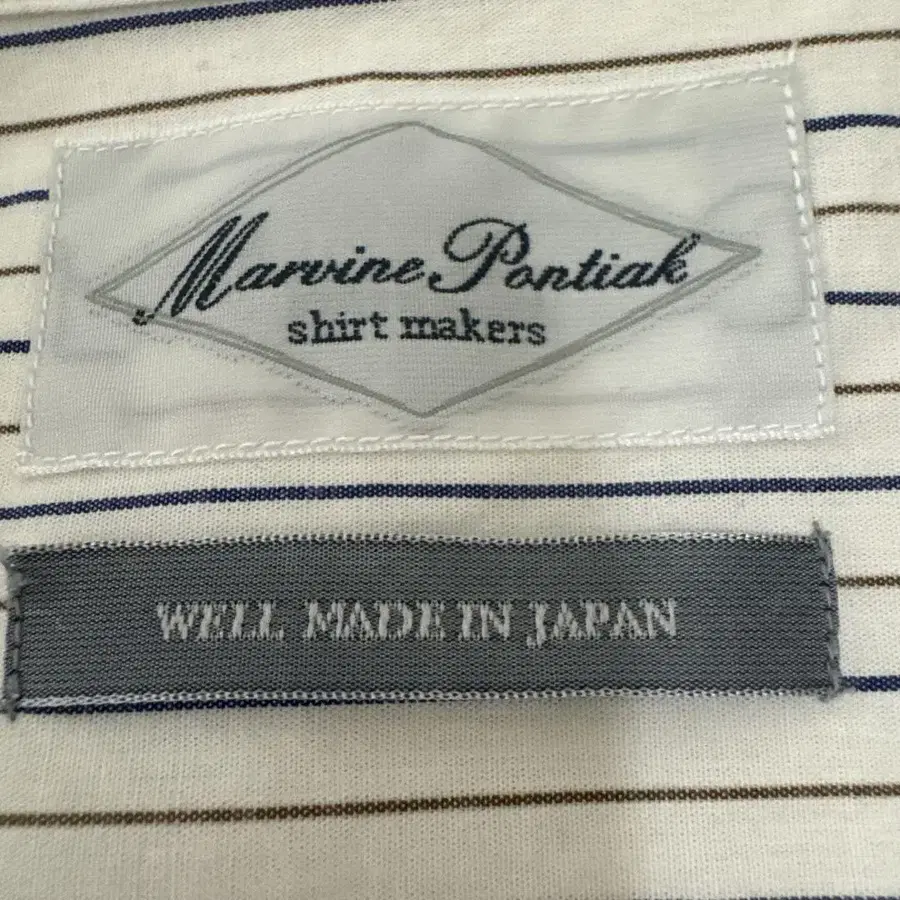 Marvine Pontiak
shirt makers
WELL MADE IN JAPAN